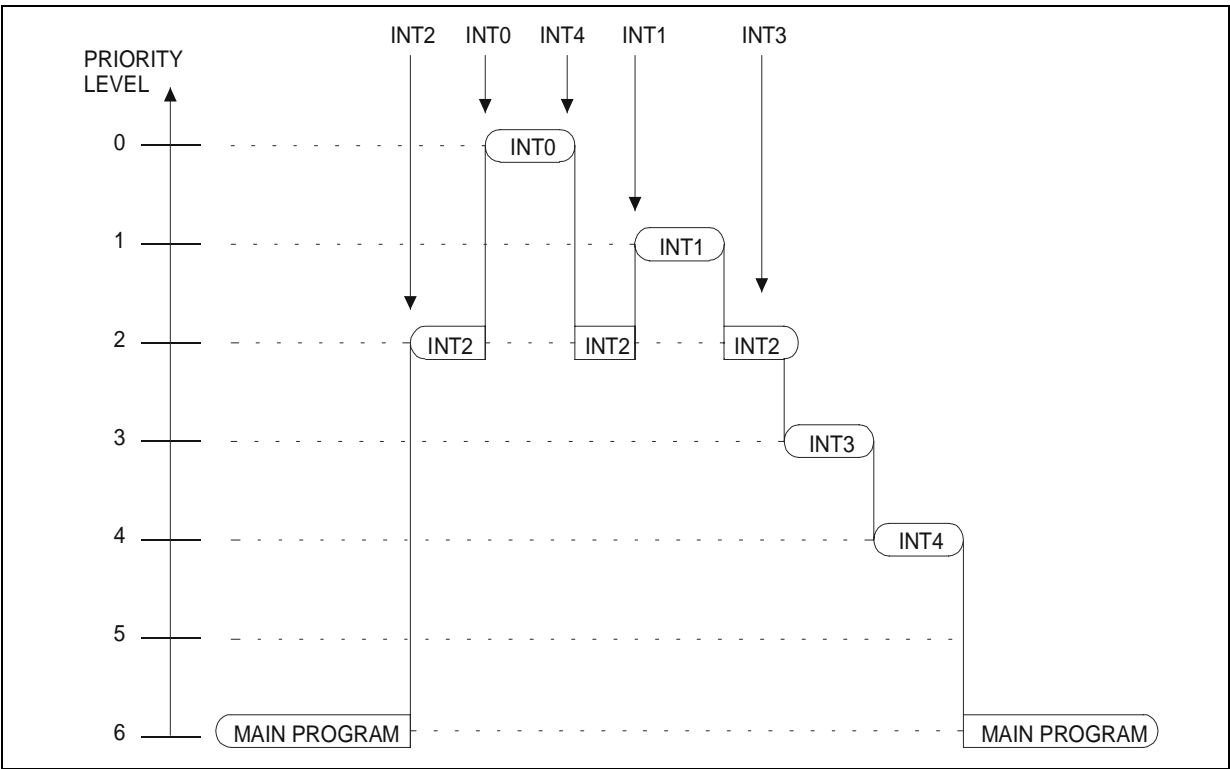 INT2 INT0 INT4 INT1 INT3
PRIORITY
LEVEL
0
INT0
1
INT1
2
INT2 INT2 INT2
3
INT3
4
INT4
5
6
MAIN PROGRAM MAIN PROGRAM